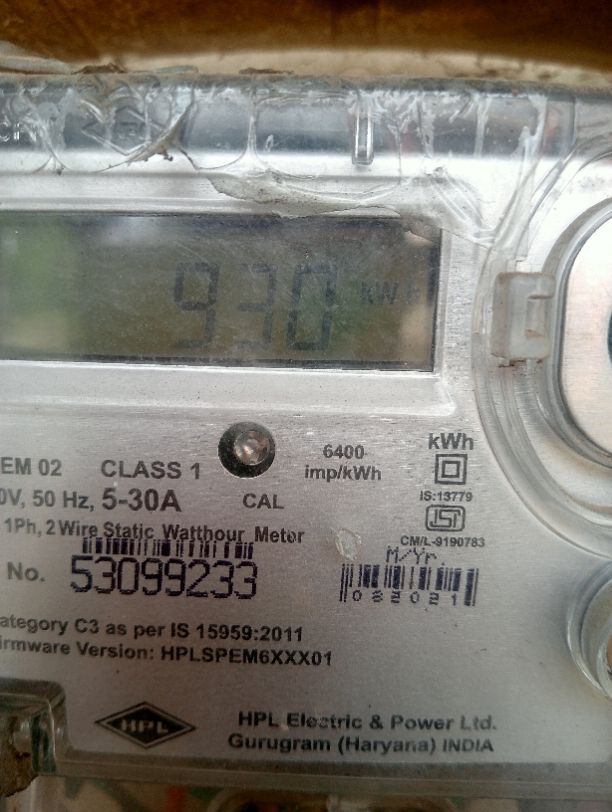 930 kWh
6400
imp/kWh
kWh
EM 02 CLASS 1
0V, 50 Hz, 5-30A
CAL
IS:13779
ISI
CM/L-9190783
1Ph, 2 Wire Static Watthour Meter
M/Yr.
No. 53099233
082021
ategory C3 as per IS 15959:2011
irmware Version: HPLSPEM6XXX01
HPL
HPL Electric & Power Ltd.
Gurugram (Haryana) INDIA